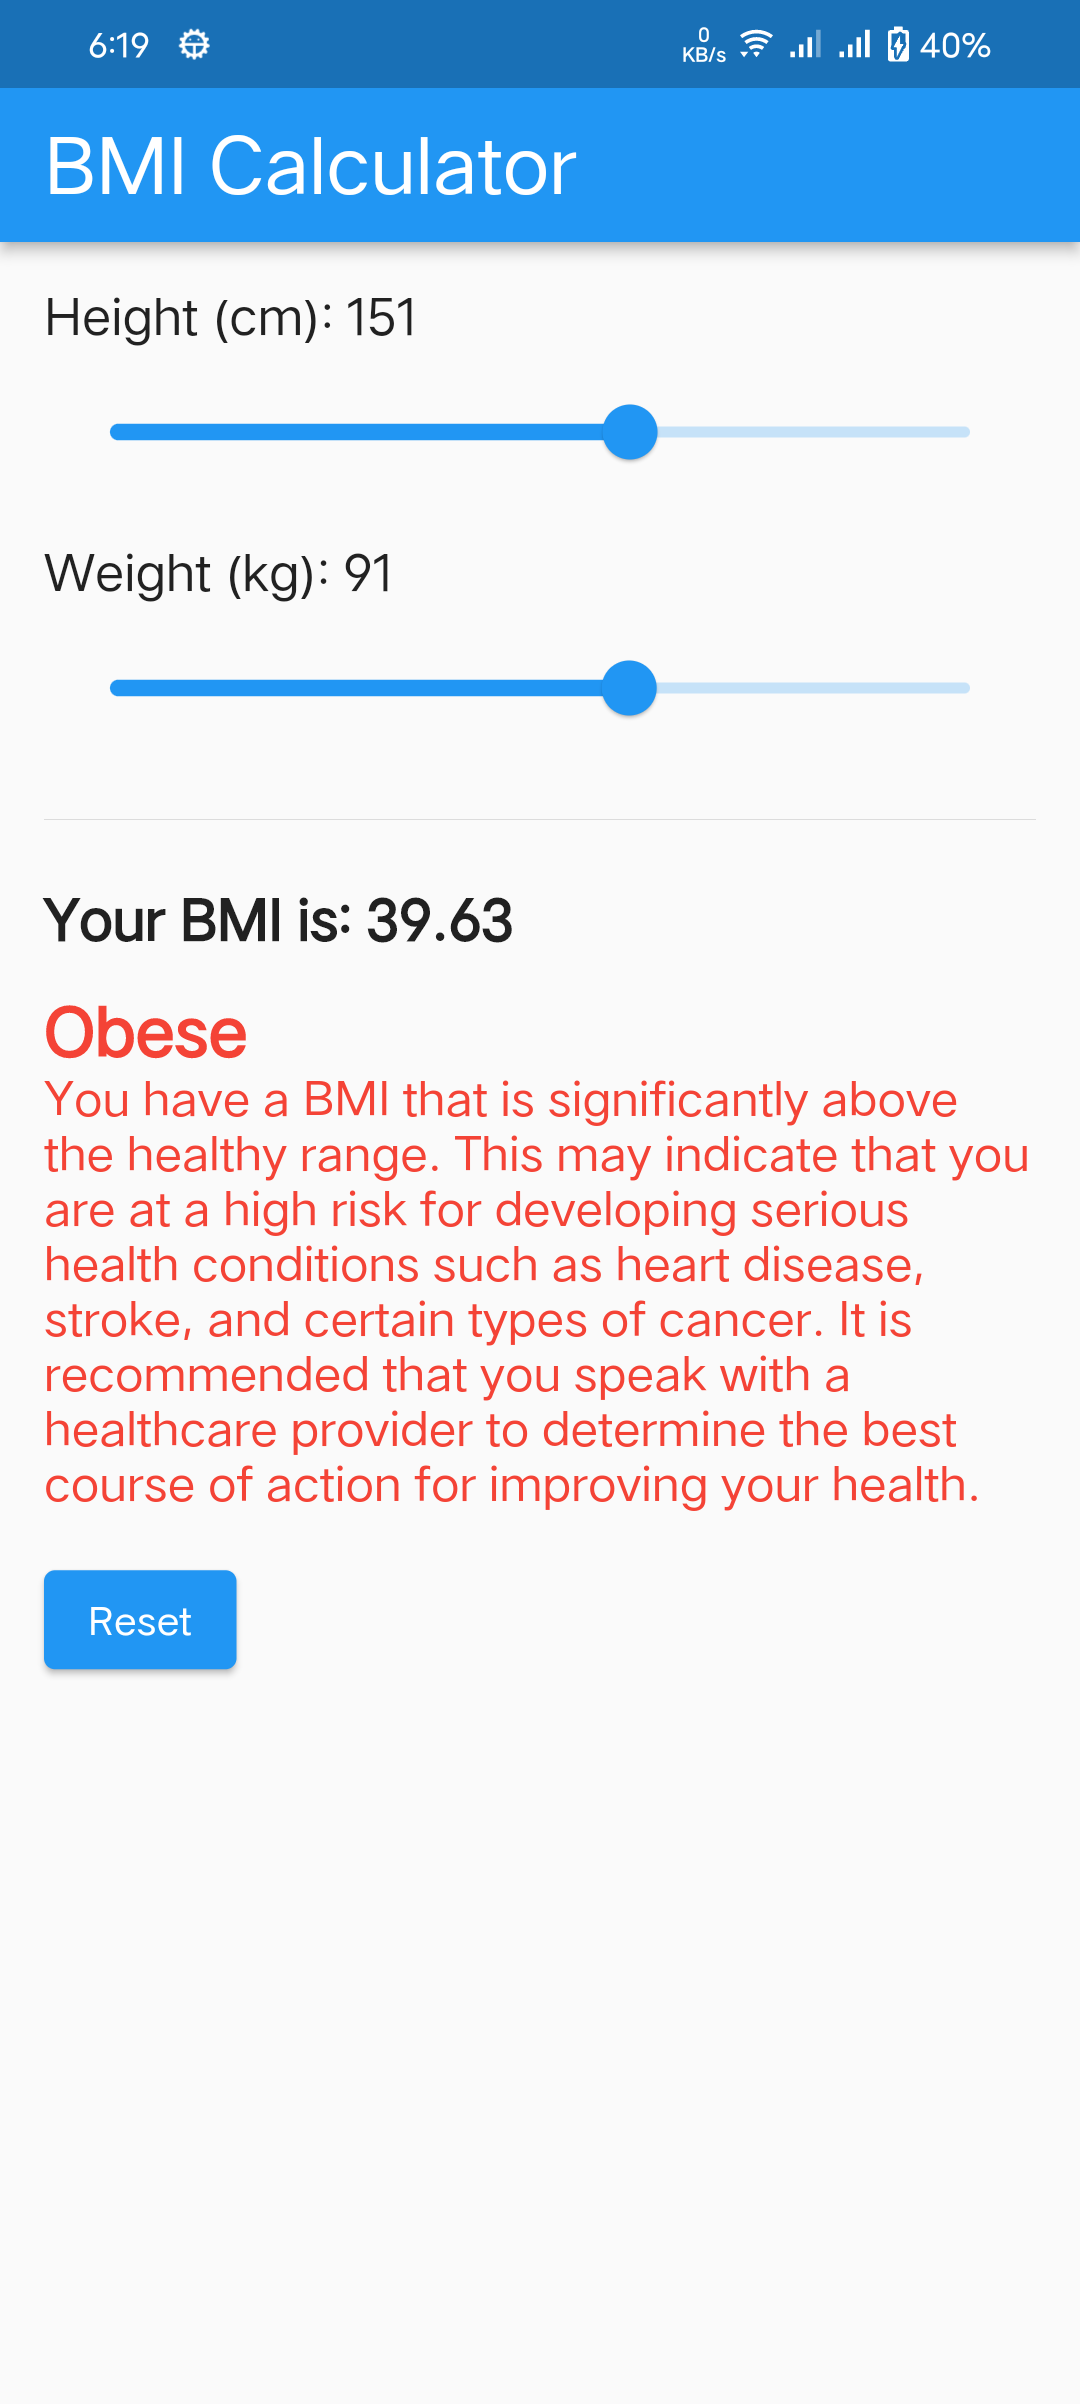 6:19 0 KB/s 40%
BMI Calculator
Height (cm): 151
Weight (kg): 91
Your BMI is: 39.63
Obese
You have a BMI that is significantly above
the healthy range. This may indicate that you
are at a high risk for developing serious
health conditions such as heart disease,
stroke, and certain types of cancer. It is
recommended that you speak with a
healthcare provider to determine the best
course of action for improving your health.
Reset